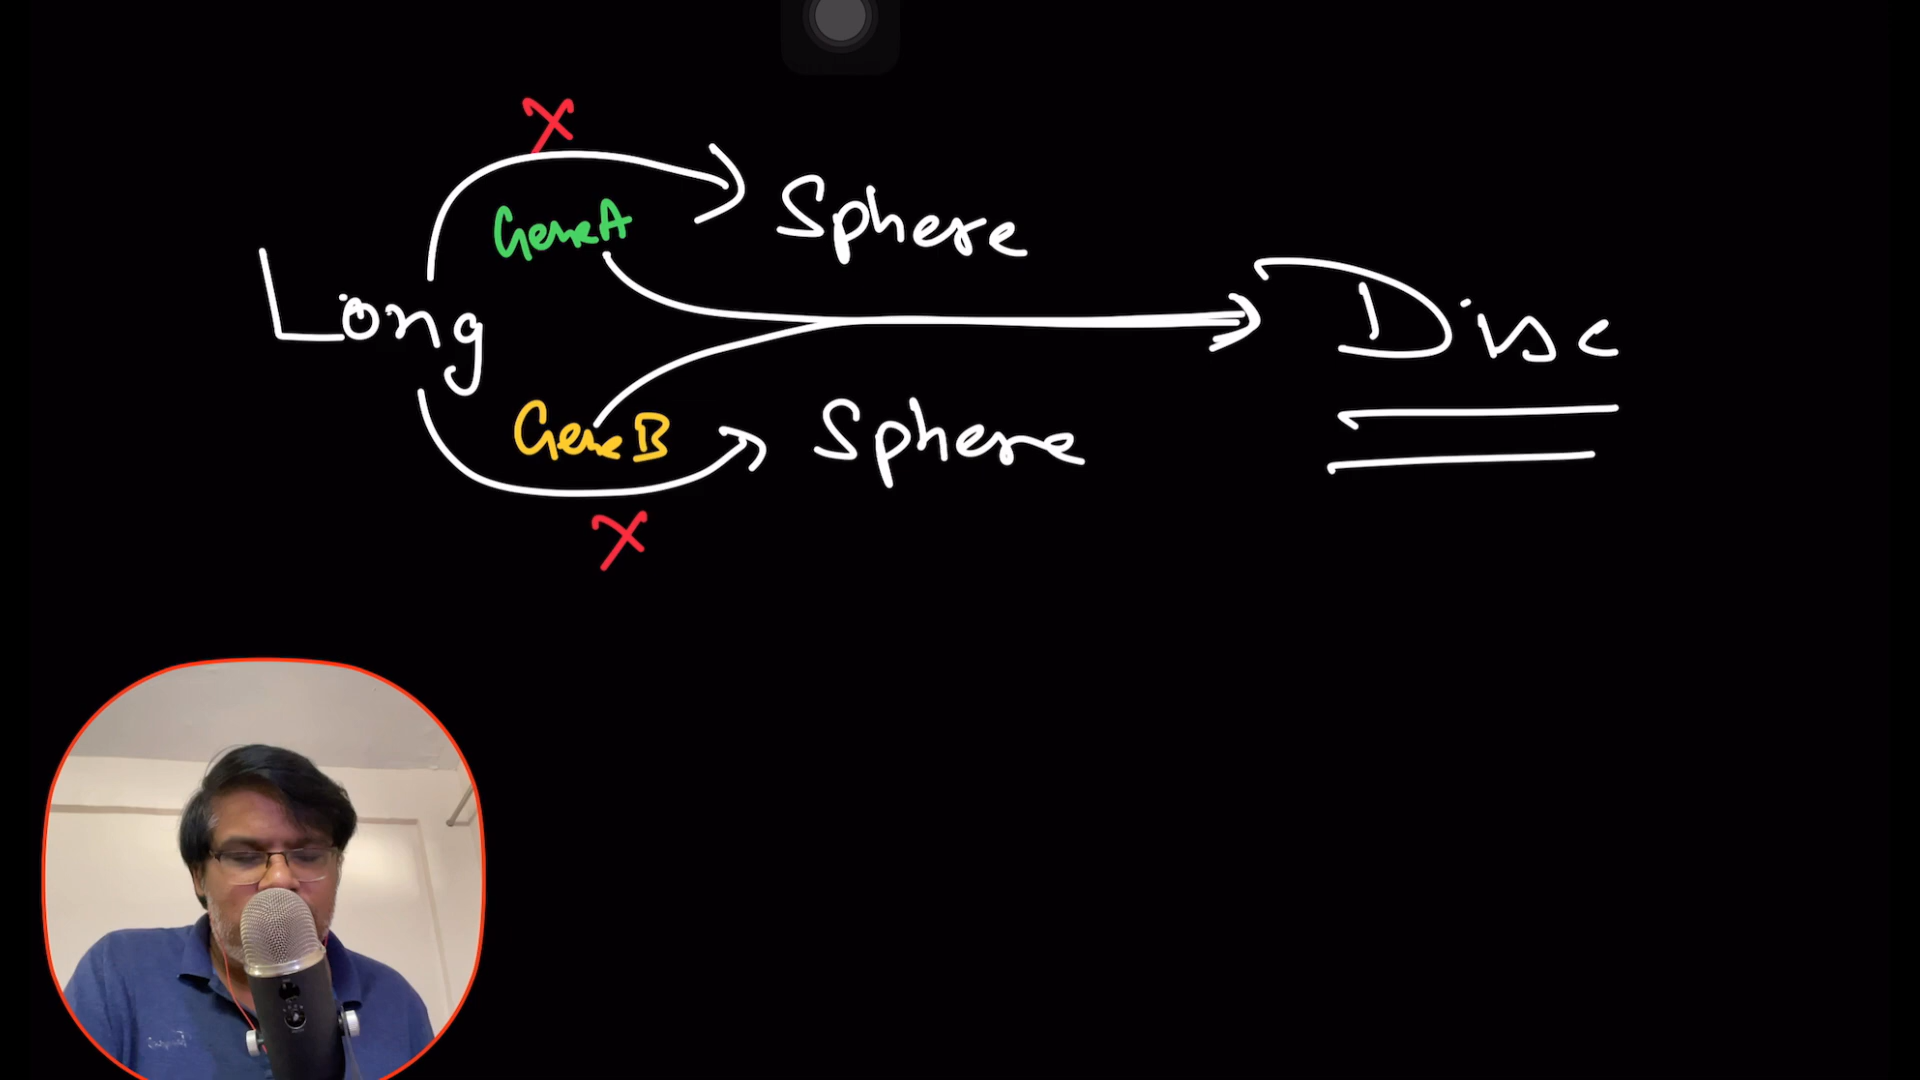 X
Gene A
Sphere
Long
Disc
Gene B
Sphere
X